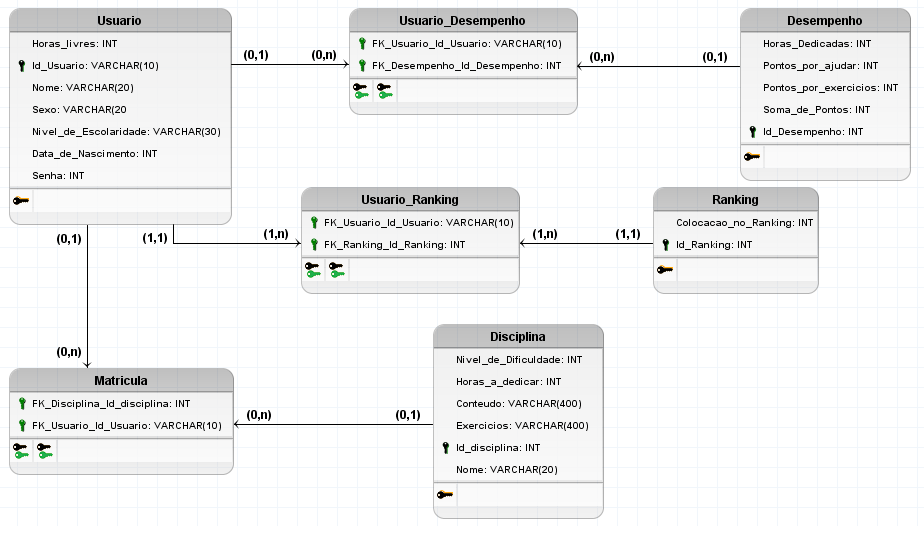 Usuario
Horas_livres: INT
Id_Usuario: VARCHAR(10)
Nome: VARCHAR(20)
Sexo: VARCHAR(20
Nivel_de_Escolaridade: VARCHAR(30)
Data_de_Nascimento: INT
Senha: INT
(0,1)
(0,n)
Usuario_Desempenho
FK_Usuario_Id_Usuario: VARCHAR(10)
FK_Desempenho_Id_Desempenho: INT
(0,n)
(0,1)
Desempenho
Horas_Dedicadas: INT
Pontos_por_ajudar: INT
Pontos_por_exercicios: INT
Soma_de_Pontos: INT
Id_Desempenho: INT
(0,1)
(1,1)
(1,n)
Usuario_Ranking
FK_Usuario_Id_Usuario: VARCHAR(10)
FK_Ranking_Id_Ranking: INT
(1,n)
(1,1)
Ranking
Colocacao_no_Ranking: INT
Id_Ranking: INT
(0,n)
Matricula
FK_Disciplina_Id_disciplina: INT
FK_Usuario_Id_Usuario: VARCHAR(10)
(0,n)
(0,1)
Disciplina
Nivel_de_Dificuldade: INT
Horas_a_dedicar: INT
Conteudo: VARCHAR(400)
Exercicios: VARCHAR(400)
Id_disciplina: INT
Nome: VARCHAR(20)